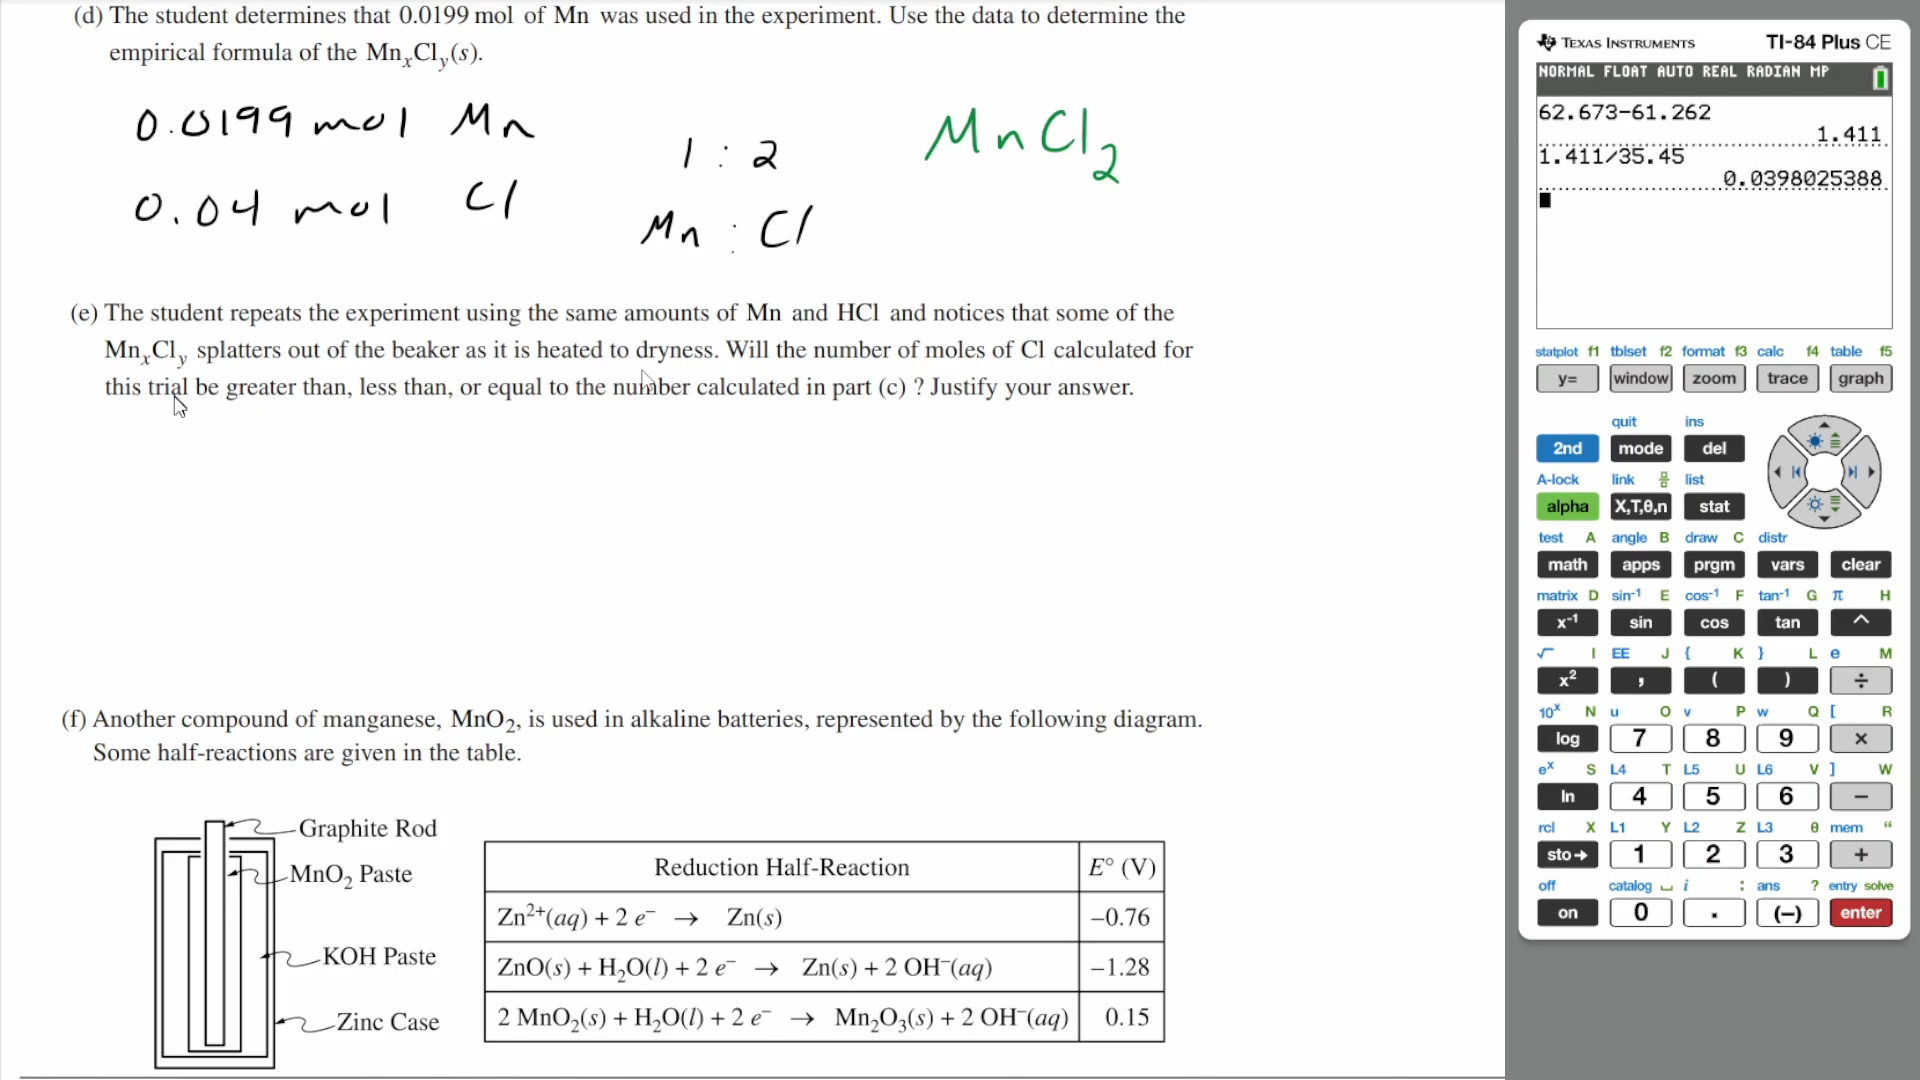 (d) The student determines that 0.0199 mol of Mn was used in the experiment. Use the data to determine the
empirical formula of the MnₓClᵧ(s).
0.0199 mol Mn
0.04 mol Cl
1 : 2
Mn : Cl
MnCl₂
(e) The student repeats the experiment using the same amounts of Mn and HCl and notices that some of the
MnₓClᵧ splatters out of the beaker as it is heated to dryness. Will the number of moles of Cl calculated for
this trial be greater than, less than, or equal to the number calculated in part (c) ? Justify your answer.
(f) Another compound of manganese, MnO₂, is used in alkaline batteries, represented by the following diagram.
Some half-reactions are given in the table.
Graphite Rod
MnO₂ Paste
KOH Paste
Zinc Case
Reduction Half-Reaction E° (V)
Zn²⁺(aq) + 2 e⁻ → Zn(s) −0.76
ZnO(s) + H₂O(l) + 2 e⁻ → Zn(s) + 2 OH⁻(aq) −1.28
2 MnO₂(s) + H₂O(l) + 2 e⁻ → Mn₂O₃(s) + 2 OH⁻(aq) 0.15
TEXAS INSTRUMENTS TI-84 Plus CE
NORMAL FLOAT AUTO REAL RADIAN MP
62.673-61.262
1.411
1.411/35.45
0.0398025388
statplot f1 tblset f2 format f3 calc f4 table f5
y= window zoom trace graph
quit ins
2nd mode del
A-lock link list
alpha X,T,θ,n stat
test A angle B draw C distr
math apps prgm vars clear
matrix D sin⁻¹ E cos⁻¹ F tan⁻¹ G π H
x⁻¹ sin cos tan ^
√ I EE J { K } L e M
x² , ( ) ÷
10ˣ N u O v P w Q [ R
log 7 8 9 ×
eˣ S L4 T L5 U L6 V ] W
ln 4 5 6 −
rcl X L1 Y L2 Z L3 θ mem “
sto→ 1 2 3 +
off catalog ⎵ i : ans ? entry solve
on 0 . (−) enter